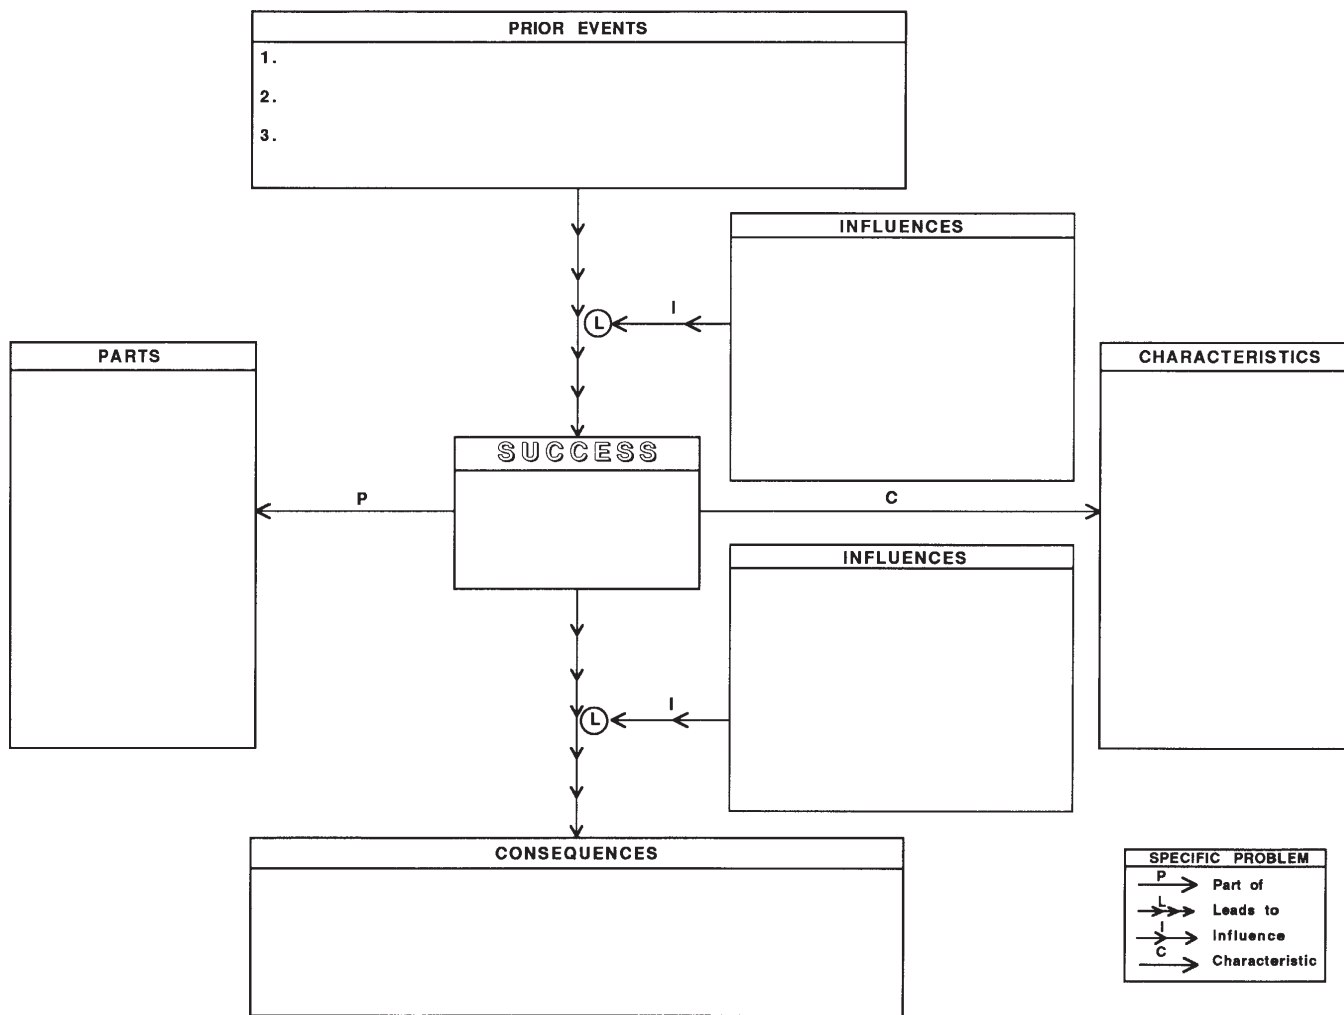 PRIOR EVENTS
1.
2.
3.
INFLUENCES
I
L
PARTS
CHARACTERISTICS
SUCCESS
P
C
INFLUENCES
I
L
CONSEQUENCES
SPECIFIC PROBLEM
P
Part of
L
Leads to
I
Influence
C
Characteristic